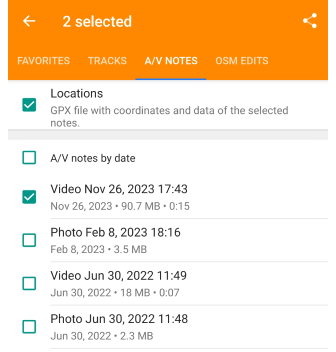 2 selected
FAVORITES TRACKS A/V NOTES OSM EDITS
Locations
GPX file with coordinates and data of the selected
notes.
A/V notes by date
Video Nov 26, 2023 17:43
Nov 26, 2023 • 90.7 MB • 0:15
Photo Feb 8, 2023 18:16
Feb 8, 2023 • 3.5 MB
Video Jun 30, 2022 11:49
Jun 30, 2022 • 18 MB • 0:07
Photo Jun 30, 2022 11:48
Jun 30, 2022 • 2.3 MB